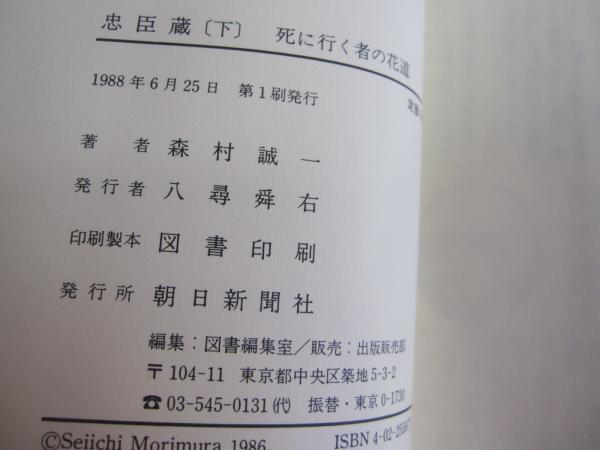 忠臣蔵〔下〕 死に行く者の花道
1988年6月25日 第1刷発行
著者 森村誠一
発行者 八尋舜右
印刷製本 図書印刷
発行所 朝日新聞社
編集：図書編集室／販売：出版販売部
〒104-11 東京都中央区築地5-3-2
☎03-545-0131(代) 振替・東京0-1730
©Seiichi Morimura 1986 ISBN 4-02-